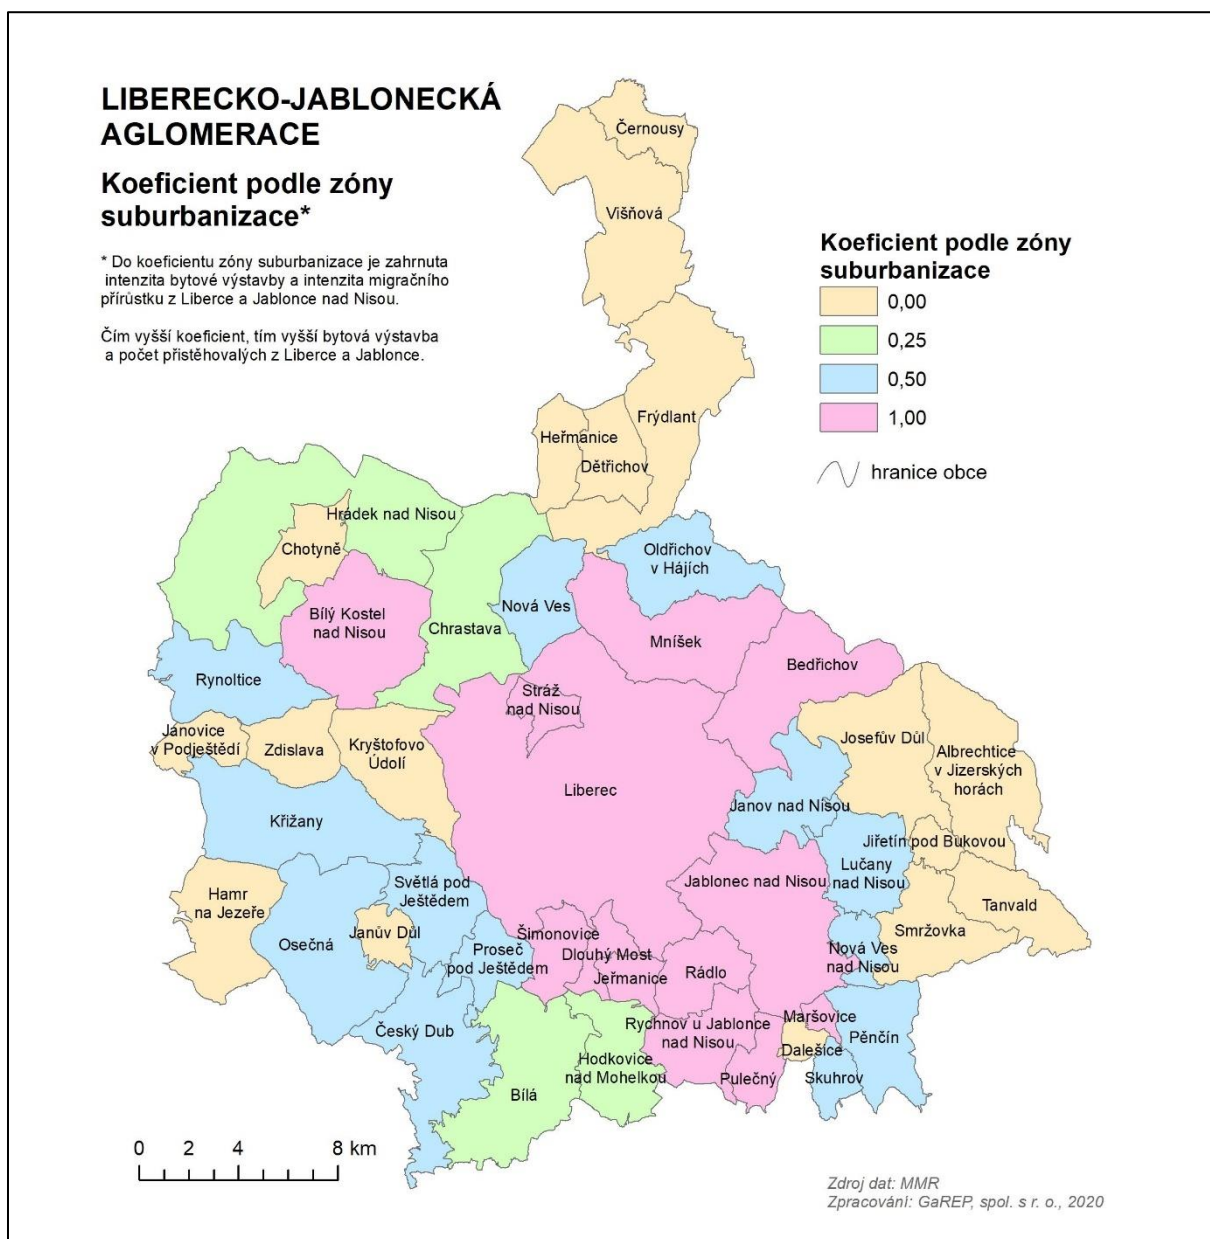 LIBERECKO-JABLONECKÁ
AGLOMERACE
Koeficient podle zóny
suburbanizace*
* Do koeficientu zóny suburbanizace je zahrnuta
intenzita bytové výstavby a intenzita migračního
přírůstku z Liberce a Jablonce nad Nisou.
Čím vyšší koeficient, tím vyšší bytová výstavba
a počet přistěhovalých z Liberce a Jablonce.
Koeficient podle zóny
suburbanizace
0,00
0,25
0,50
1,00
hranice obce
Černousy
Višňová
Frýdlant
Heřmanice
Dětřichov
Hrádek nad Nisou
Chotyně
Oldřichov
v Hájích
Bílý Kostel
nad Nisou
Chrastava
Nová Ves
Mníšek
Bedřichov
Rynoltice
Stráž
nad Nisou
Janovice
v Podještědí
Zdislava
Kryštofovo
Údolí
Josefův Důl
Albrechtice
v Jizerských
horách
Liberec
Janov nad Nisou
Křižany
Jiřetín pod Bukovou
Lučany
nad Nisou
Jablonec nad Nisou
Světlá pod
Ještědem
Hamr
na Jezeře
Tanvald
Smržovka
Janův Důl
Osečná
Šimonovice
Dlouhý Most
Proseč
pod Ještědem
Jeřmanice
Rádlo
Nová Ves
nad Nisou
Maršovice
Český Dub
Rychnov u Jablonce
nad Nisou
Pěnčín
Dalešice
Hodkovice
nad Mohelkou
Pulečný
Skuhrov
Bílá
0 2 4 8 km
Zdroj dat: MMR
Zpracování: GaREP, spol. s r. o., 2020